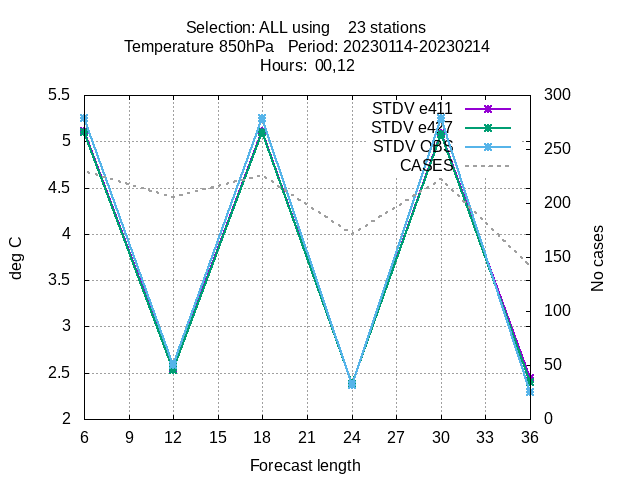 Selection: ALL using    23 stations
Temperature 850hPa   Period: 20230114-20230214
Hours:  00,12
5.5
5
4.5
4
3.5
3
2.5
2
deg C
STDV e411
STDV e427
STDV OBS
CASES
300
250
200
150
100
50
0
No cases
6 9 12 15 18 21 24 27 30 33 36
Forecast length